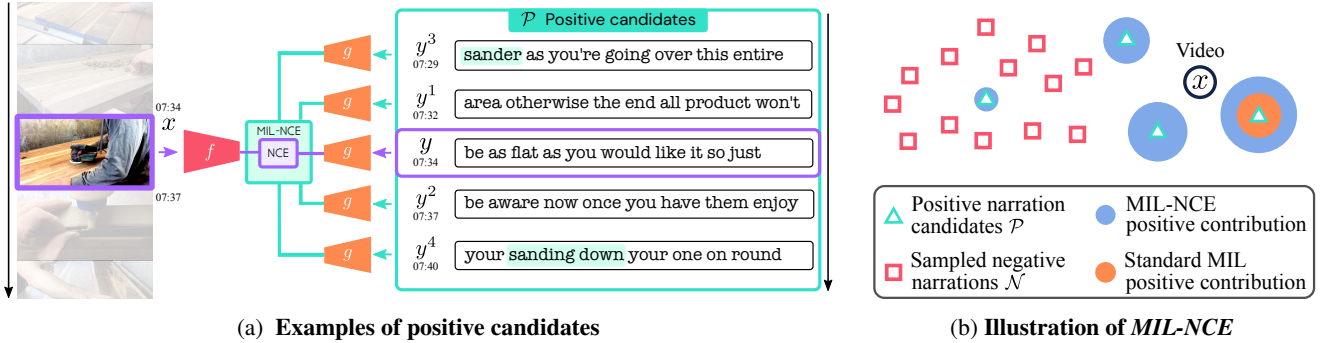 P Positive candidates
y³
07:29
sander as you're going over this entire
g
y¹
07:32
area otherwise the end all product won't
g
07:34
x
f
MIL-NCE
NCE
g
y
07:34
be as flat as you would like it so just
07:37
g
y²
07:37
be aware now once you have them enjoy
g
y⁴
07:40
your sanding down your one on round
(a) Examples of positive candidates
Video
x
Positive narration
candidates P
MIL-NCE
positive contribution
Sampled negative
narrations N
Standard MIL
positive contribution
(b) Illustration of MIL-NCE